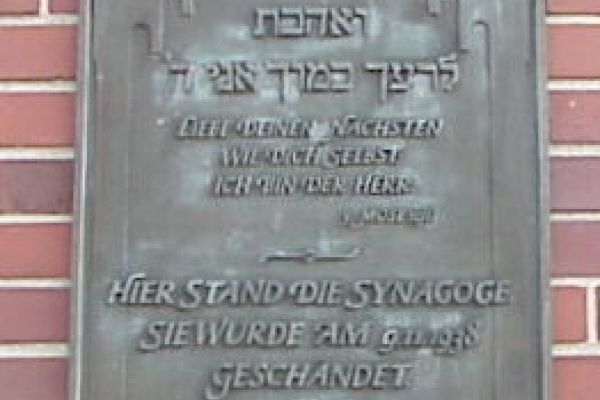 ואהבת
לרעך כמוך אני ה'
LIEBE DEINEN NÄCHSTEN
WIE DICH SELBST
ICH BIN DER HERR
MOSE
HIER STAND DIE SYNAGOGE
SIE WURDE AM 9.11.1938
GESCHÄNDET